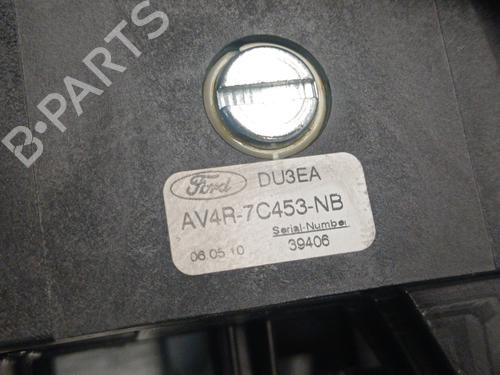 B-PARTS
Ford DU3EA
AV4R-7C453-NB
Serial-Number
06.05.10 39406